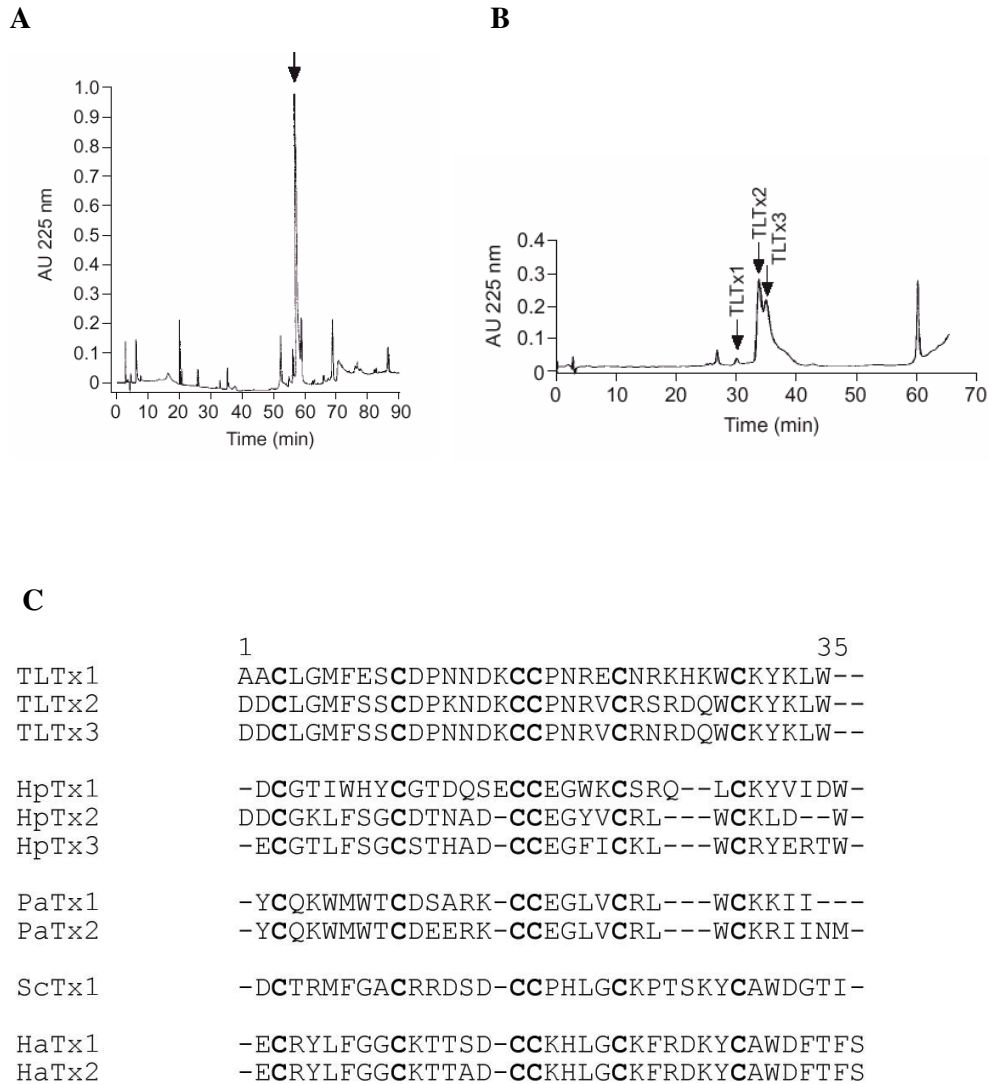 A
B
1.0
0.9
0.8
0.7
0.6
0.5
0.4
0.3
0.2
0.1
0
AU 225 nm
0 10 20 30 40 50 60 70 80 90
Time (min)
TLTx1
TLTx2
TLTx3
0.4
0.3
0.2
0.1
0
AU 225 nm
0 10 20 30 40 50 60 70
Time (min)
C
1 35
TLTx1 AACLGMFESCDPNNDKCCPNRECNRKHKWCKYKLW--
TLTx2 DDCLGMFSSCDPKNDKCCPNRVCRSRDQWCKYKLW--
TLTx3 DDCLGMFSSCDPNNDKCCPNRVCRNRDQWCKYKLW--
HpTx1 -DCGTIWHYCGTDQSECCEGWKCSRQ--LCKYVIDW-
HpTx2 DDCGKLFSGCDTNAD-CCEGYVCRL---WCKLD--W-
HpTx3 -ECGTLFSGCSTHAD-CCEGFICKL---WCRYERTW-
PaTx1 -YCQKWMWTCDSARK-CCEGLVCRL---WCKKII---
PaTx2 -YCQKWMWTCDEERK-CCEGLVCRL---WCKRIINM-
ScTx1 -DCTRMFGACRRDSD-CCPHLGCKPTSKYCAWDGTI-
HaTx1 -ECRYLFGGCKTTSD-CCKHLGCKFRDKYCAWDFTFS
HaTx2 -ECRYLFGGCKTTAD-CCKHLGCKFRDKYCAWDFTFS